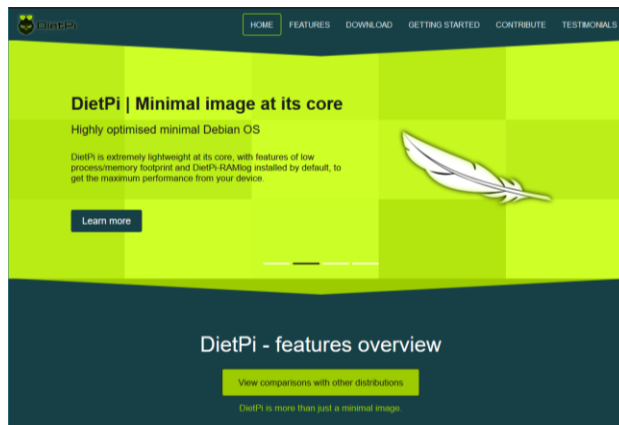 DietPi
HOME FEATURES DOWNLOAD GETTING STARTED CONTRIBUTE TESTIMONIALS
DietPi | Minimal image at its core
Highly optimised minimal Debian OS
DietPi is extremely lightweight at its core, with features of low
process/memory footprint and DietPi-RAMlog installed by default, to
get the maximum performance from your device.
Learn more
DietPi - features overview
View comparisons with other distributions
DietPi is more than just a minimal image.